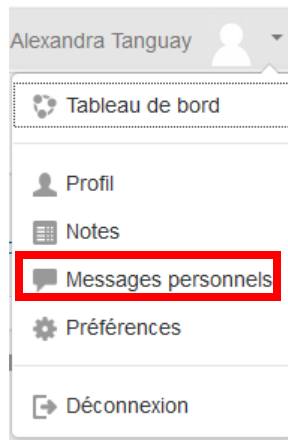 Alexandra Tanguay
Tableau de bord
Profil
Notes
Messages personnels
Préférences
Déconnexion